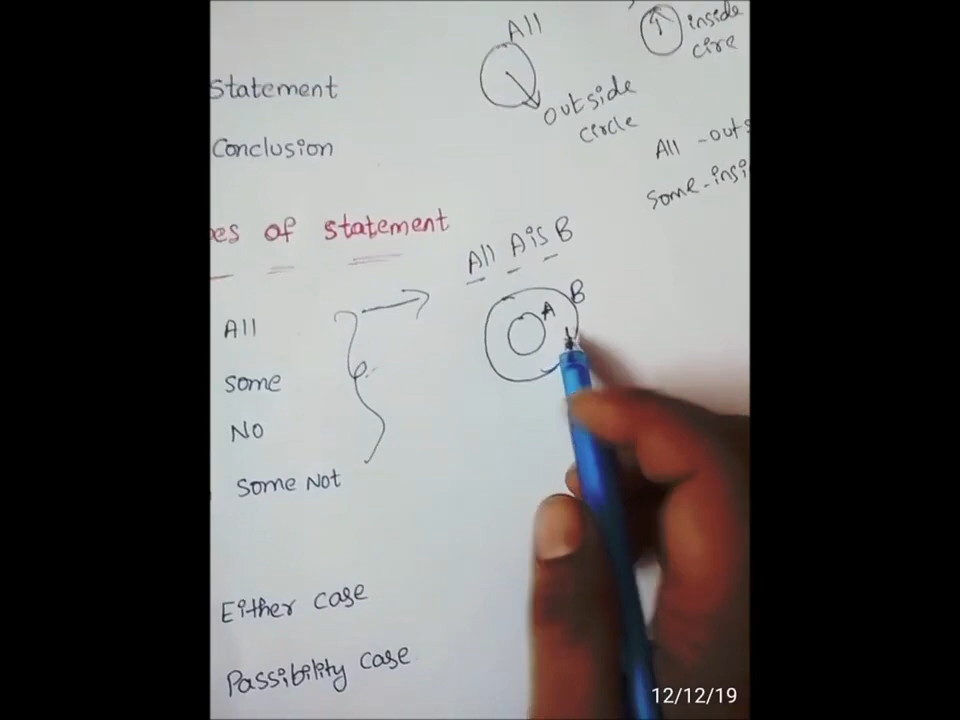 All
inside
circ
Statement
outside
circle
Conclusion
All - outs
Some - insi
es of statement
All A is B
B
A
All
some
No
some Not
Either case
Passibility case
12/12/19